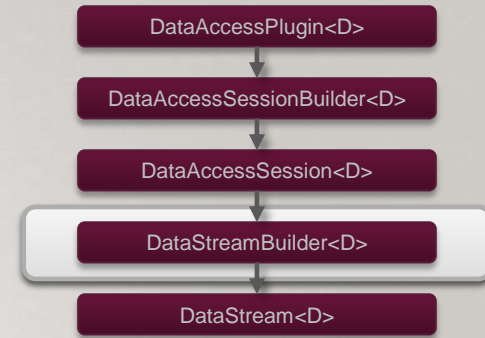 DataAccessPlugin<D>
DataAccessSessionBuilder<D>
DataAccessSession<D>
DataStreamBuilder<D>
DataStream<D>